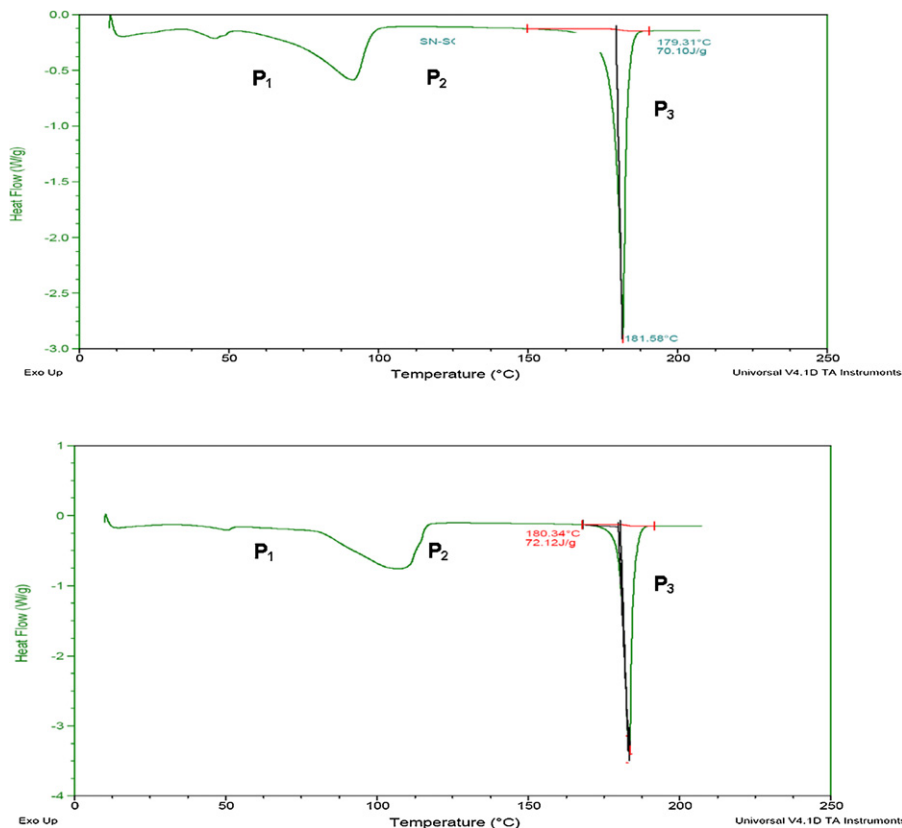 0.0
-0.5
-1.0
-1.5
-2.0
-2.5
-3.0
Heat Flow (W/g)
SN-S
P1
P2
P3
179.31°C
70.10J/g
181.58°C
0 50 100 150 200 250
Exo Up
Temperature (°C)
Universal V4.1D TA Instruments
1
0
-1
-2
-3
-4
Heat Flow (W/g)
P1
P2
P3
180.34°C
72.12J/g
0 50 100 150 200 250
Exo Up
Temperature (°C)
Universal V4.1D TA Instruments